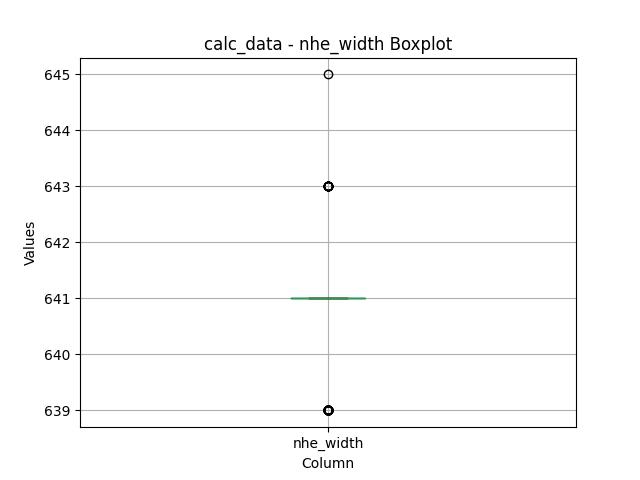 calc_data - nhe_width Boxplot
645
644
643
642
641
640
639
Values
nhe_width
Column